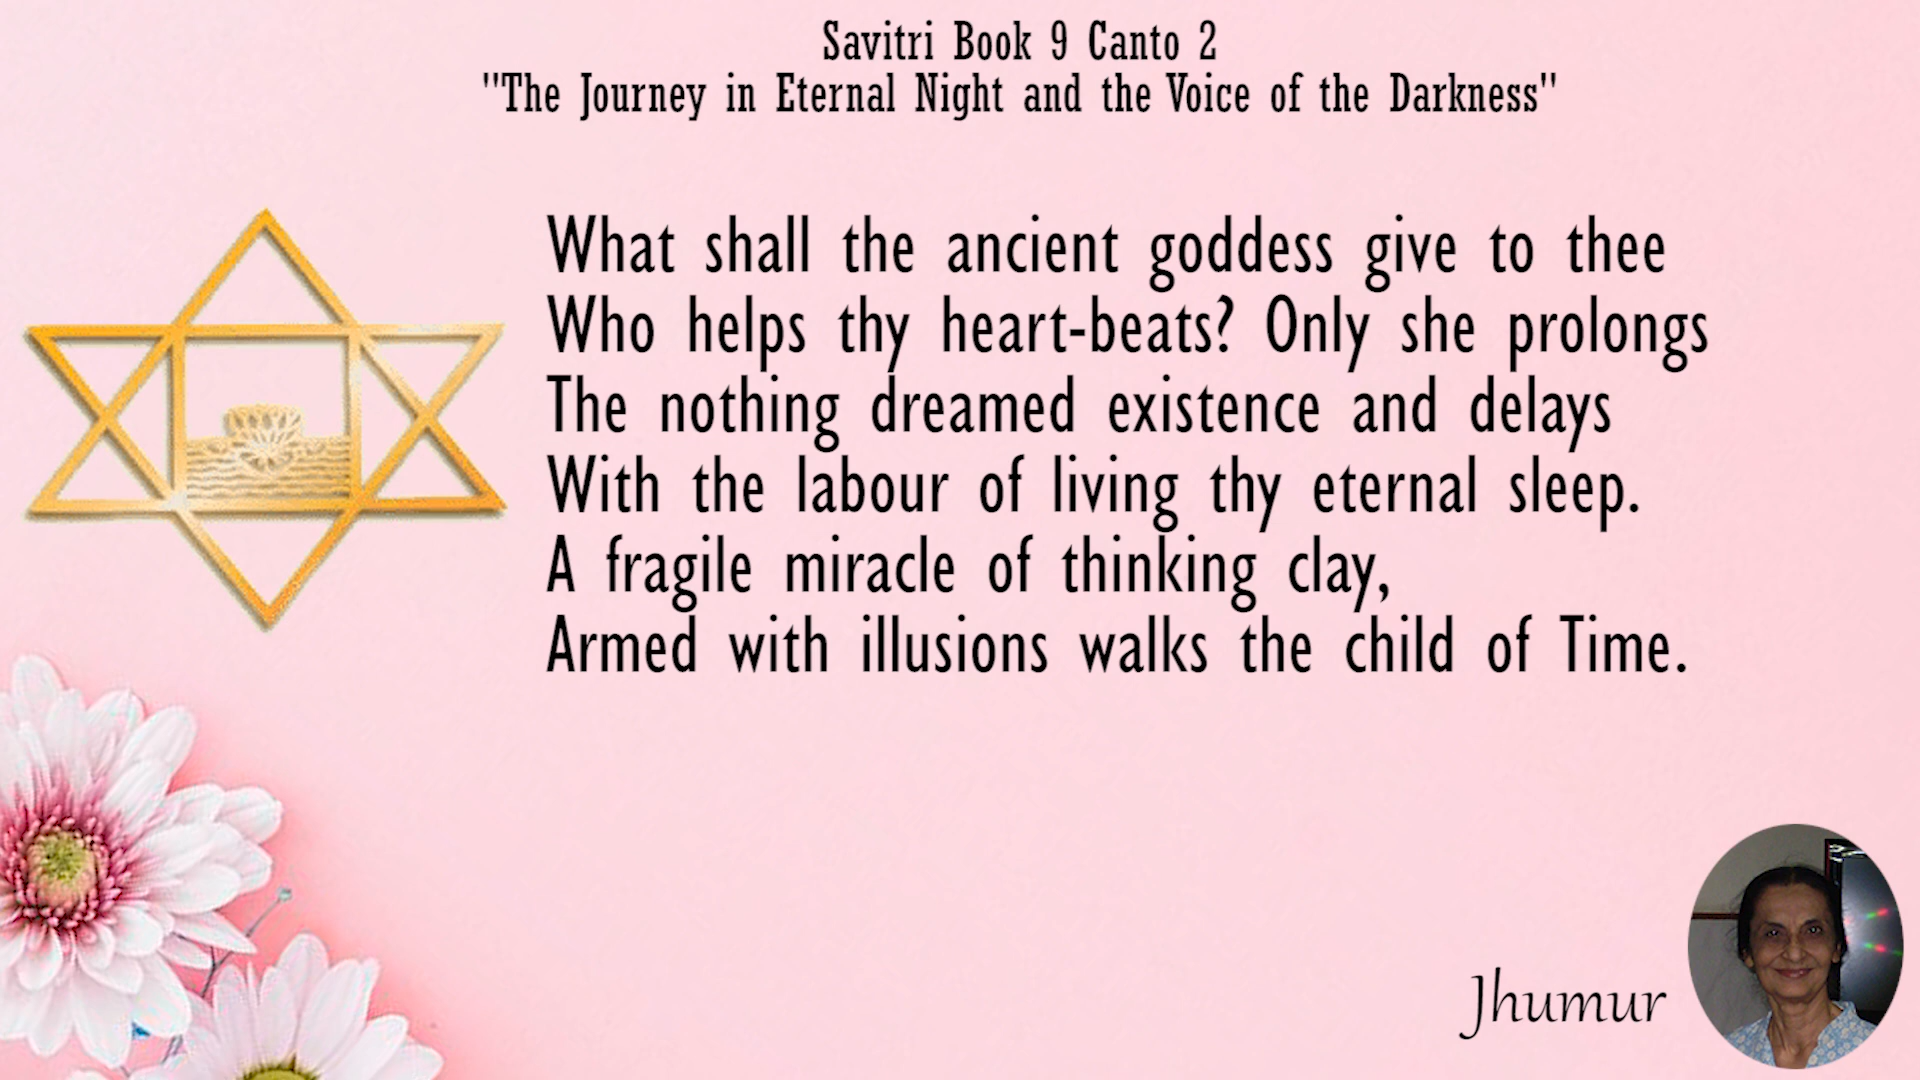 Savitri Book 9 Canto 2
"The Journey in Eternal Night and the Voice of the Darkness"
What shall the ancient goddess give to thee
Who helps thy heart-beats? Only she prolongs
The nothing dreamed existence and delays
With the labour of living thy eternal sleep.
A fragile miracle of thinking clay,
Armed with illusions walks the child of Time.
Jhumur